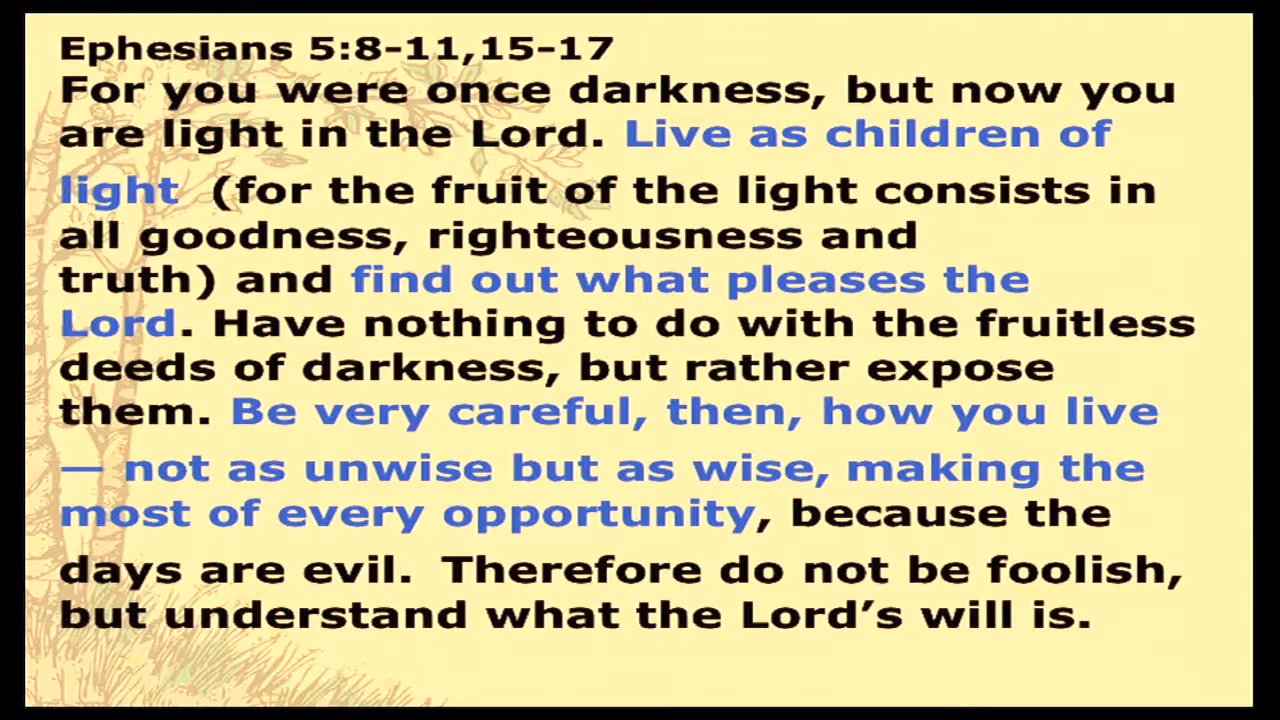 Ephesians 5:8-11,15-17
For you were once darkness, but now you
are light in the Lord. Live as children of
light (for the fruit of the light consists in
all goodness, righteousness and
truth) and find out what pleases the
Lord. Have nothing to do with the fruitless
deeds of darkness, but rather expose
them. Be very careful, then, how you live
— not as unwise but as wise, making the
most of every opportunity, because the
days are evil. Therefore do not be foolish,
but understand what the Lord’s will is.